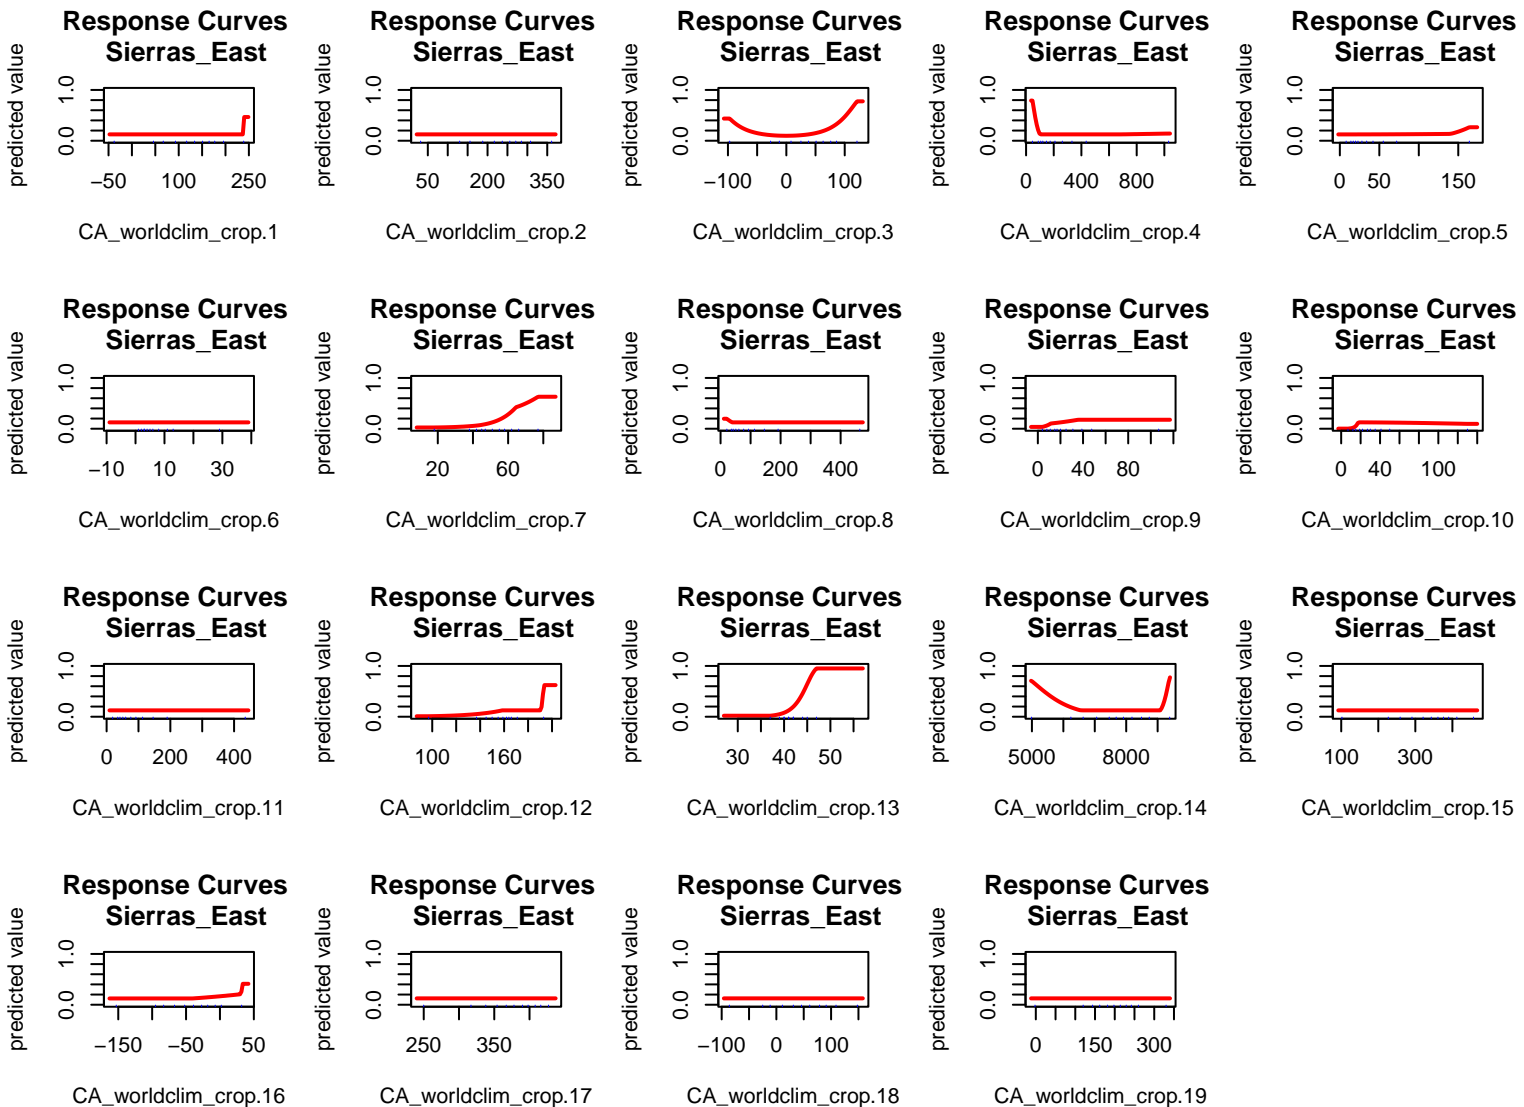 Response Curves
Sierras_East
predicted value
0.0 1.0
−50 100 250
CA_worldclim_crop.1
Response Curves
Sierras_East
predicted value
0.0 1.0
50 200 350
CA_worldclim_crop.2
Response Curves
Sierras_East
predicted value
0.0 1.0
−100 0 100
CA_worldclim_crop.3
Response Curves
Sierras_East
predicted value
0.0 1.0
0 400 800
CA_worldclim_crop.4
Response Curves
Sierras_East
predicted value
0.0 1.0
0 50 150
CA_worldclim_crop.5
Response Curves
Sierras_East
predicted value
0.0 1.0
−10 10 30
CA_worldclim_crop.6
Response Curves
Sierras_East
predicted value
0.0 1.0
20 60
CA_worldclim_crop.7
Response Curves
Sierras_East
predicted value
0.0 1.0
0 200 400
CA_worldclim_crop.8
Response Curves
Sierras_East
predicted value
0.0 1.0
0 40 80
CA_worldclim_crop.9
Response Curves
Sierras_East
predicted value
0.0 1.0
0 40 100
CA_worldclim_crop.10
Response Curves
Sierras_East
predicted value
0.0 1.0
0 200 400
CA_worldclim_crop.11
Response Curves
Sierras_East
predicted value
0.0 1.0
100 160
CA_worldclim_crop.12
Response Curves
Sierras_East
predicted value
0.0 1.0
30 40 50
CA_worldclim_crop.13
Response Curves
Sierras_East
predicted value
0.0 1.0
5000 8000
CA_worldclim_crop.14
Response Curves
Sierras_East
predicted value
0.0 1.0
100 300
CA_worldclim_crop.15
Response Curves
Sierras_East
predicted value
0.0 1.0
−150 −50 50
CA_worldclim_crop.16
Response Curves
Sierras_East
predicted value
0.0 1.0
250 350
CA_worldclim_crop.17
Response Curves
Sierras_East
predicted value
0.0 1.0
−100 0 100
CA_worldclim_crop.18
Response Curves
Sierras_East
predicted value
0.0 1.0
0 150 300
CA_worldclim_crop.19